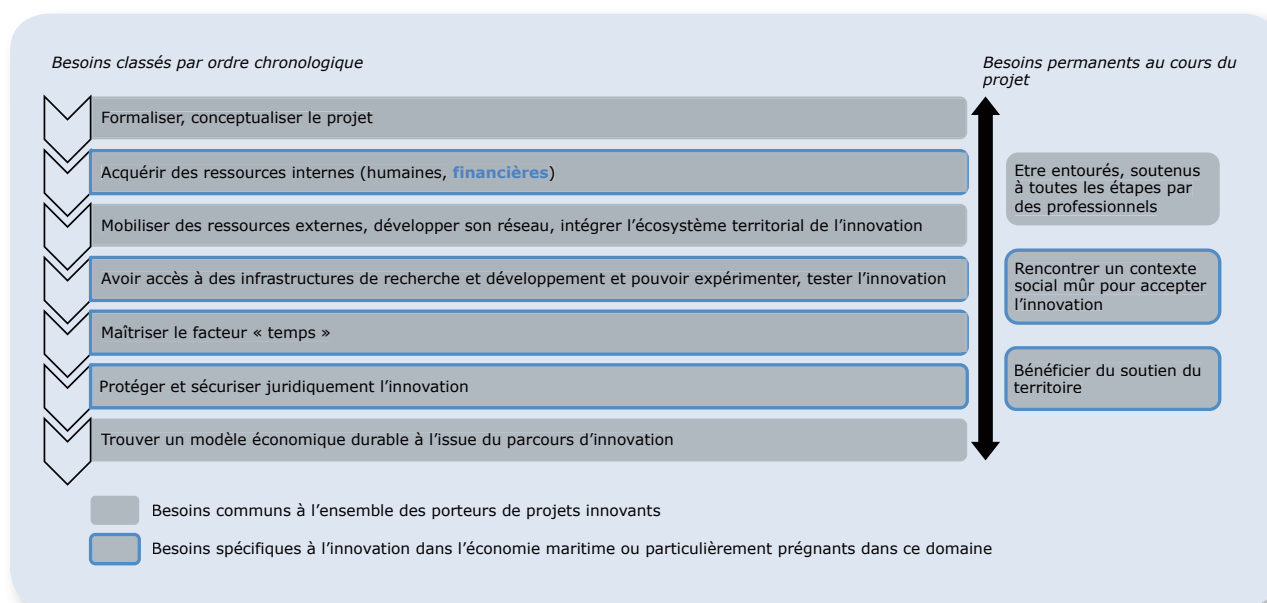 Besoins classés par ordre chronologique
Besoins permanents au cours du
projet
Formaliser, conceptualiser le projet
Acquérir des ressources internes (humaines, financières)
Mobiliser des ressources externes, développer son réseau, intégrer l’écosystème territorial de l’innovation
Avoir accès à des infrastructures de recherche et développement et pouvoir expérimenter, tester l’innovation
Maîtriser le facteur « temps »
Protéger et sécuriser juridiquement l’innovation
Trouver un modèle économique durable à l’issue du parcours d’innovation
Etre entourés, soutenus
à toutes les étapes par
des professionnels
Rencontrer un contexte
social mûr pour accepter
l’innovation
Bénéficier du soutien du
territoire
Besoins communs à l’ensemble des porteurs de projets innovants
Besoins spécifiques à l’innovation dans l’économie maritime ou particulièrement prégnants dans ce domaine